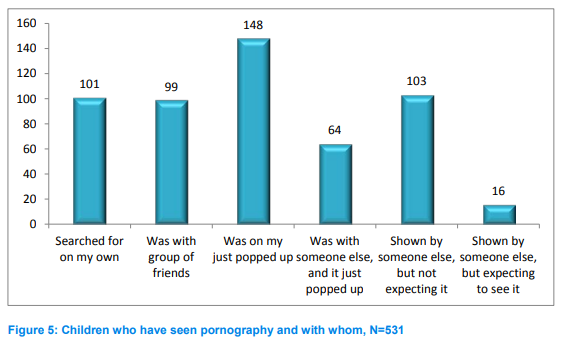 160
140
120
100
80
60
40
20
0
101
99
148
64
103
16
Searched for
on my own
Was with
group of
friends
Was on my
just popped up
Was with
someone else,
and it just
popped up
Shown by
someone else,
but not
expecting it
Shown by
someone else,
but expecting
to see it
Figure 5: Children who have seen pornography and with whom, N=531